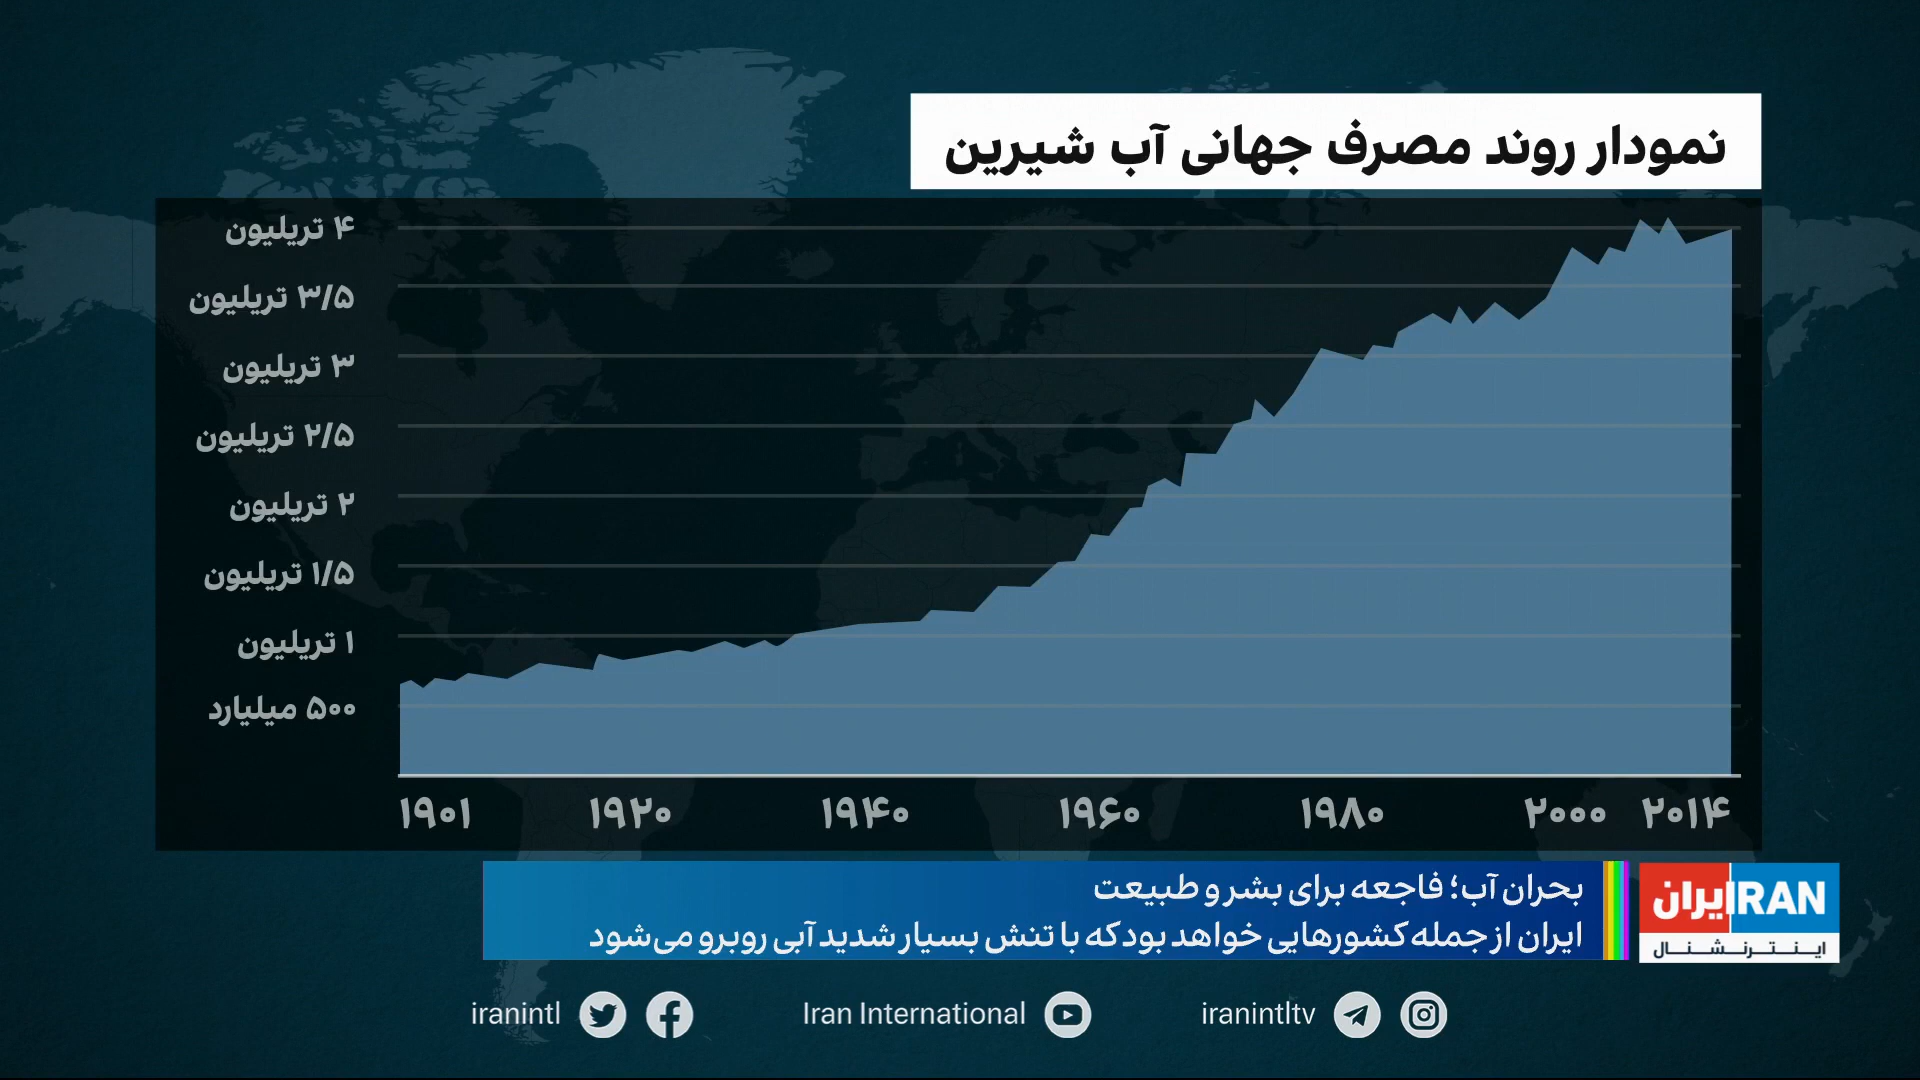 نمودار روند مصرف جهانی آب شیرین
۴ تریلیون
۳/۵ تریلیون
۳ تریلیون
۲/۵ تریلیون
۲ تریلیون
۱/۵ تریلیون
۱ تریلیون
۵۰۰ میلیارد
۱۹۰۱ ۱۹۲۰ ۱۹۴۰ ۱۹۶۰ ۱۹۸۰ ۲۰۰۰ ۲۰۱۴
بحران آب؛ فاجعه برای بشر و طبیعت
ایران از جمله کشورهایی خواهد بود که با تنش بسیار شدید آبی روبرو می‌شود
ایران IRAN
اینترنشنال
iranintl Iran International iranintltv